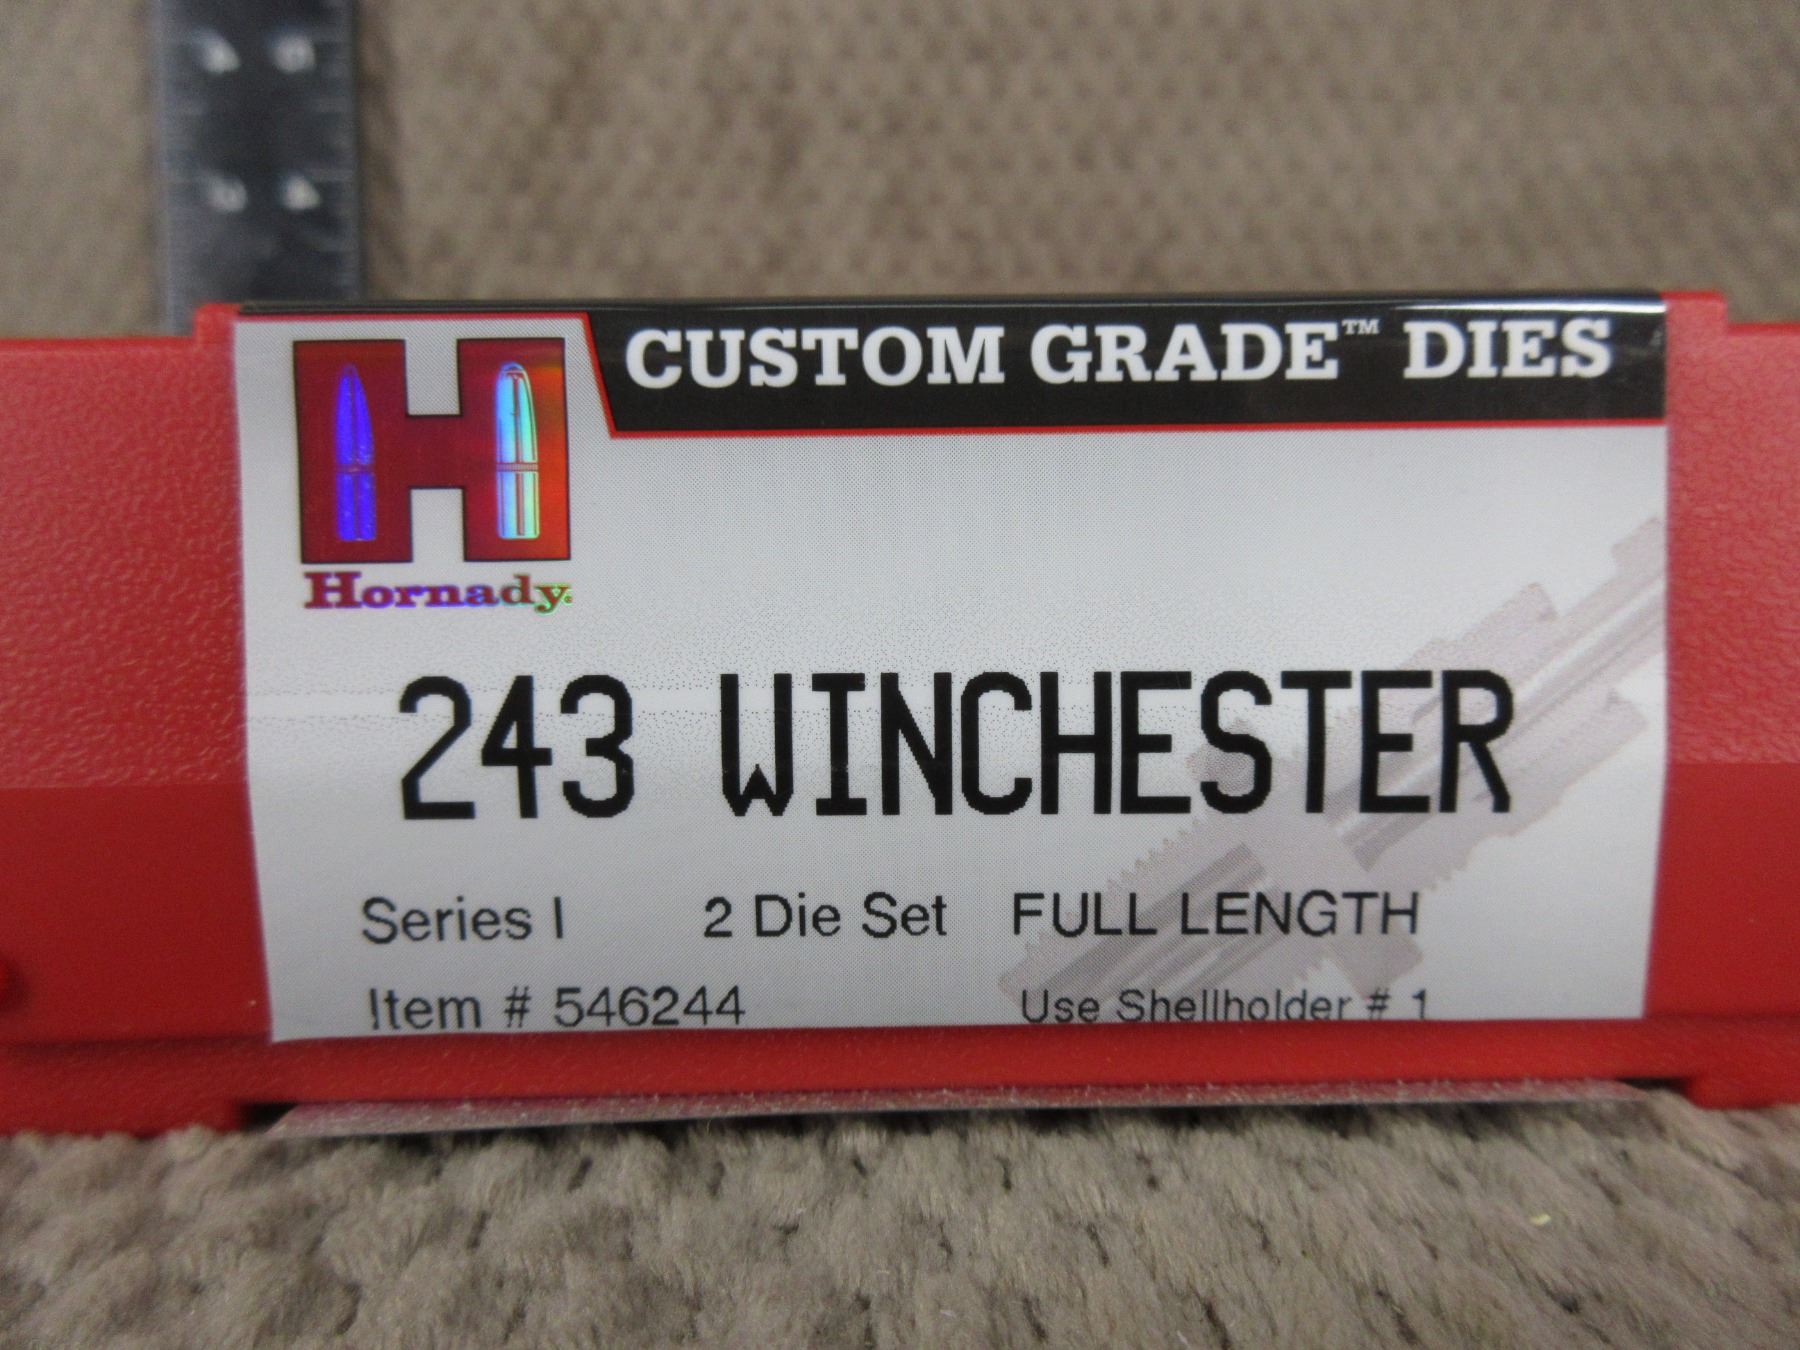 CUSTOM GRADE™ DIES
Hornady®
243 WINCHESTER
Series I 2 Die Set FULL LENGTH
Item # 546244 Use Shellholder # 1